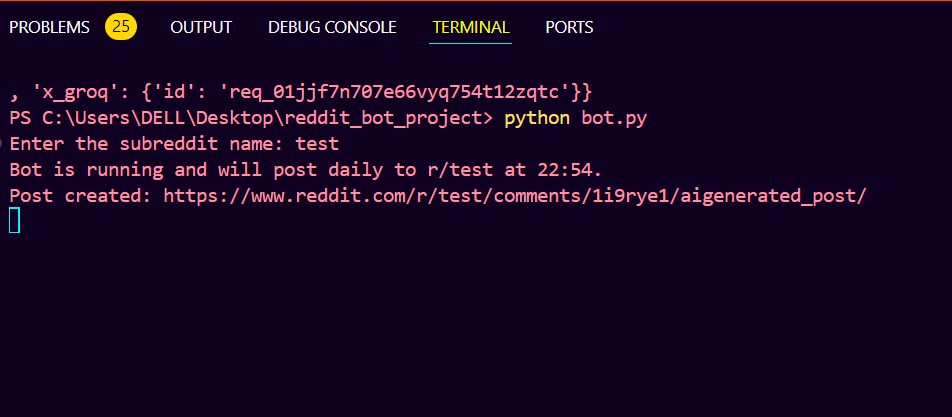 PROBLEMS 25 OUTPUT DEBUG CONSOLE TERMINAL PORTS
, 'x_groq': {'id': 'req_01jjf7n707e66vyq754t12zqtc'}}
PS C:\Users\DELL\Desktop\reddit_bot_project> python bot.py
Enter the subreddit name: test
Bot is running and will post daily to r/test at 22:54.
Post created: https://www.reddit.com/r/test/comments/1i9rye1/aigenerated_post/